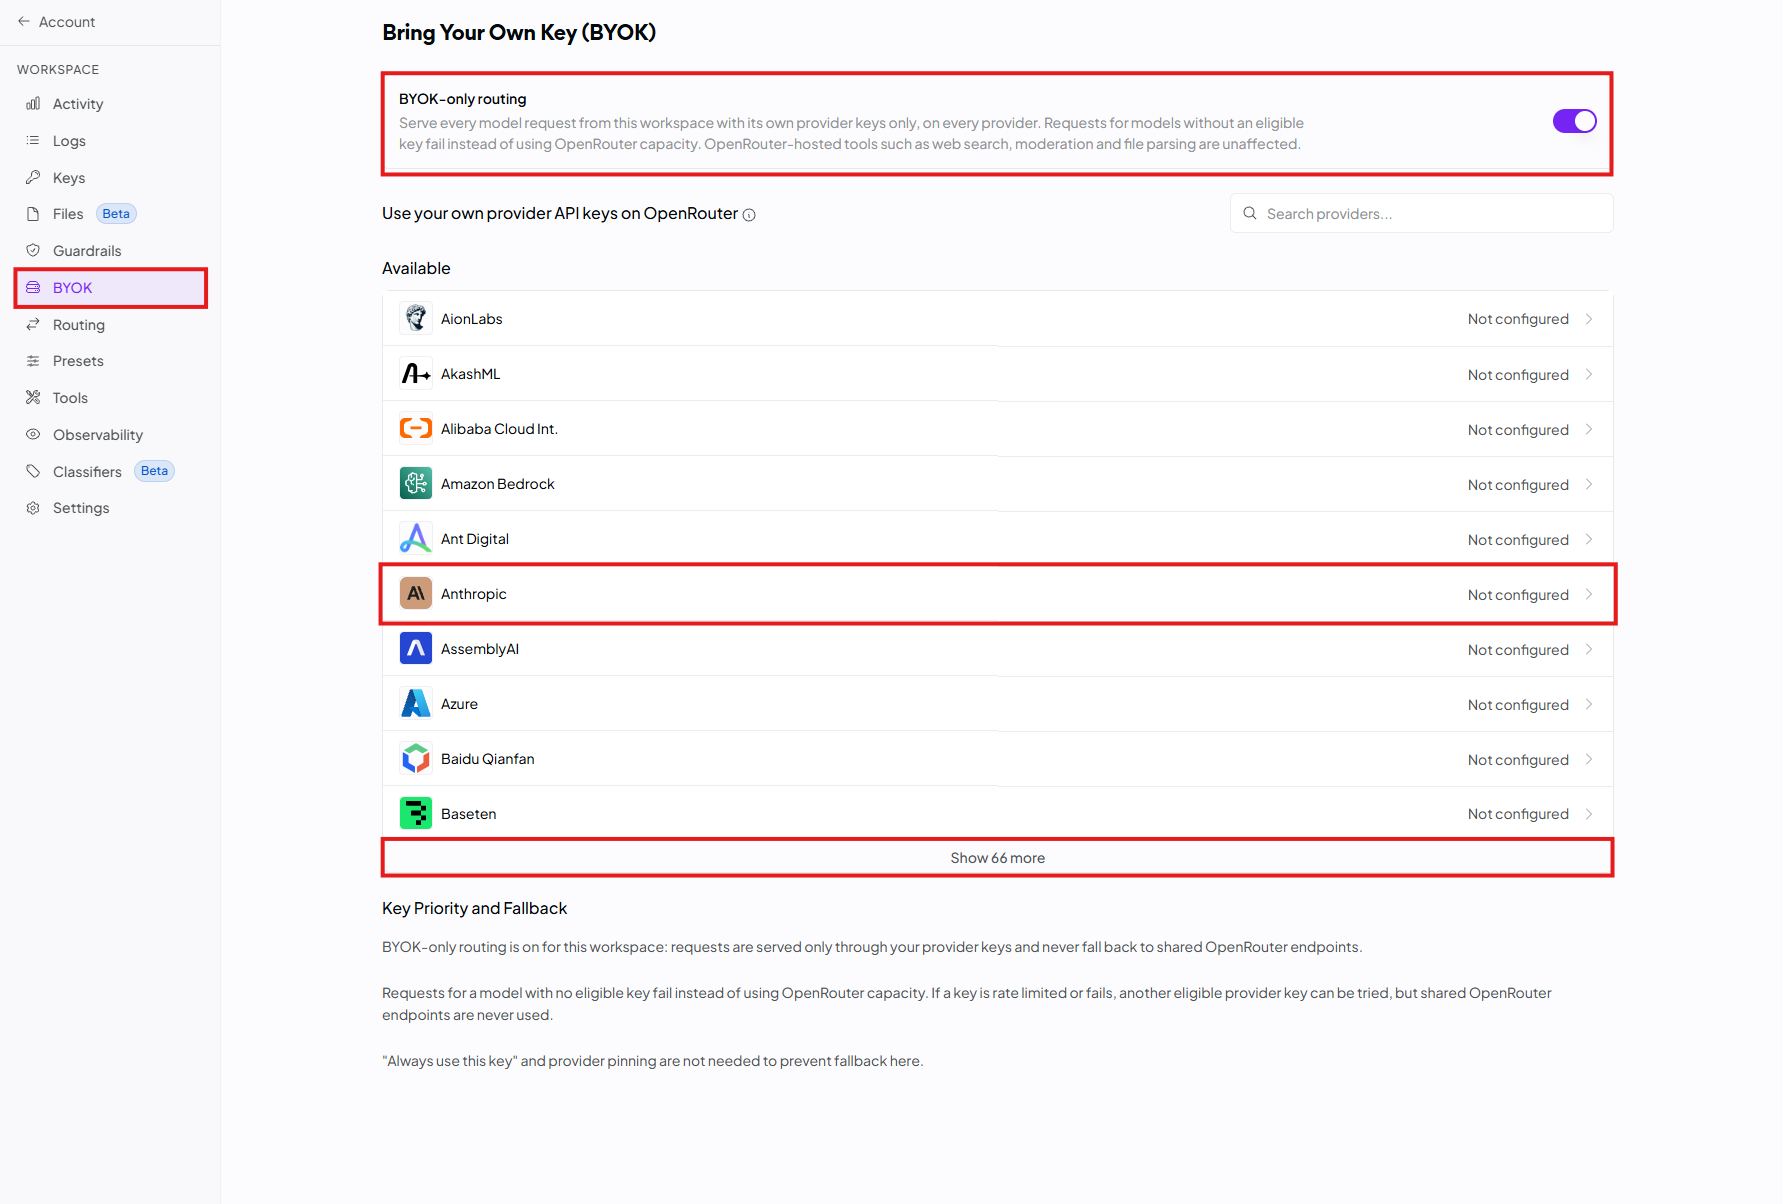 Account
WORKSPACE
Activity
Logs
Keys
Files Beta
Guardrails
BYOK
Routing
Presets
Tools
Observability
Classifiers Beta
Settings
Bring Your Own Key (BYOK)
BYOK-only routing
Serve every model request from this workspace with its own provider keys only, on every provider. Requests for models without an eligible
key fail instead of using OpenRouter capacity. OpenRouter-hosted tools such as web search, moderation and file parsing are unaffected.
Use your own provider API keys on OpenRouter
Search providers...
Available
AionLabs Not configured
AkashML Not configured
Alibaba Cloud Int. Not configured
Amazon Bedrock Not configured
Ant Digital Not configured
Anthropic Not configured
AssemblyAI Not configured
Azure Not configured
Baidu Qianfan Not configured
Baseten Not configured
Show 66 more
Key Priority and Fallback
BYOK-only routing is on for this workspace: requests are served only through your provider keys and never fall back to shared OpenRouter endpoints.
Requests for a model with no eligible key fail instead of using OpenRouter capacity. If a key is rate limited or fails, another eligible provider key can be tried, but shared OpenRouter
endpoints are never used.
"Always use this key" and provider pinning are not needed to prevent fallback here.